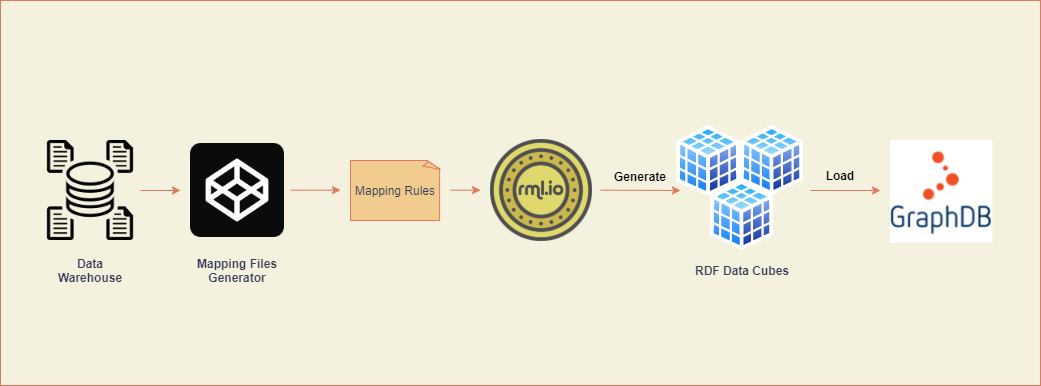 Data
Warehouse
Mapping Files
Generator
Mapping Rules
rml.io
Generate
RDF Data Cubes
Load
GraphDB